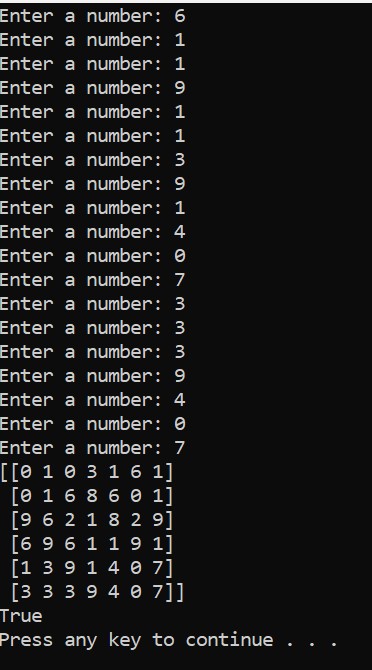 Enter a number: 6
Enter a number: 1
Enter a number: 1
Enter a number: 9
Enter a number: 1
Enter a number: 1
Enter a number: 3
Enter a number: 9
Enter a number: 1
Enter a number: 4
Enter a number: 0
Enter a number: 7
Enter a number: 3
Enter a number: 3
Enter a number: 3
Enter a number: 9
Enter a number: 4
Enter a number: 0
Enter a number: 7
[[0 1 0 3 1 6 1]
 [0 1 6 8 6 0 1]
 [9 6 2 1 8 2 9]
 [6 9 6 1 1 9 1]
 [1 3 9 1 4 0 7]
 [3 3 3 9 4 0 7]]
True
Press any key to continue . . .